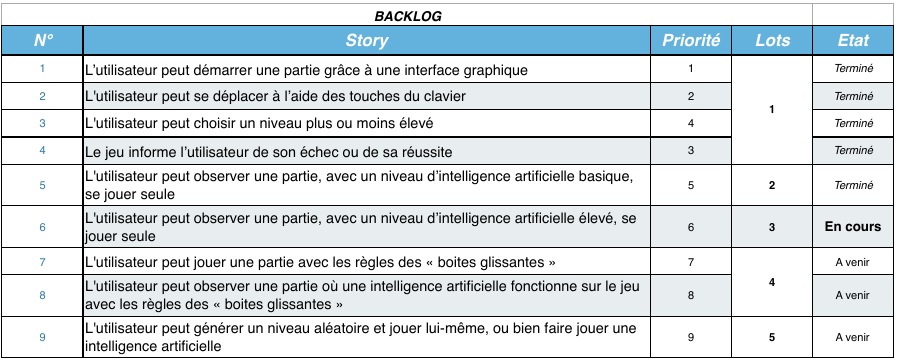 BACKLOG
N° Story Priorité Lots Etat
1 L'utilisateur peut démarrer une partie grâce à une interface graphique 1 Terminé
2 L'utilisateur peut se déplacer à l'aide des touches du clavier 2 Terminé
1
3 L'utilisateur peut choisir un niveau plus ou moins élevé 4 Terminé
4 Le jeu informe l'utilisateur de son échec ou de sa réussite 3 Terminé
L'utilisateur peut observer une partie, avec un niveau d'intelligence artificielle basique,
5 se jouer seule 5 2 Terminé
L'utilisateur peut observer une partie, avec un niveau d'intelligence artificielle élevé, se
6 jouer seule 6 3 En cours
7 L'utilisateur peut jouer une partie avec les règles des « boites glissantes » 7 A venir
4
L'utilisateur peut observer une partie où une intelligence artificielle fonctionne sur le jeu
8 avec les règles des « boites glissantes » 8 A venir
L'utilisateur peut générer un niveau aléatoire et jouer lui-même, ou bien faire jouer une
9 intelligence artificielle 9 5 A venir